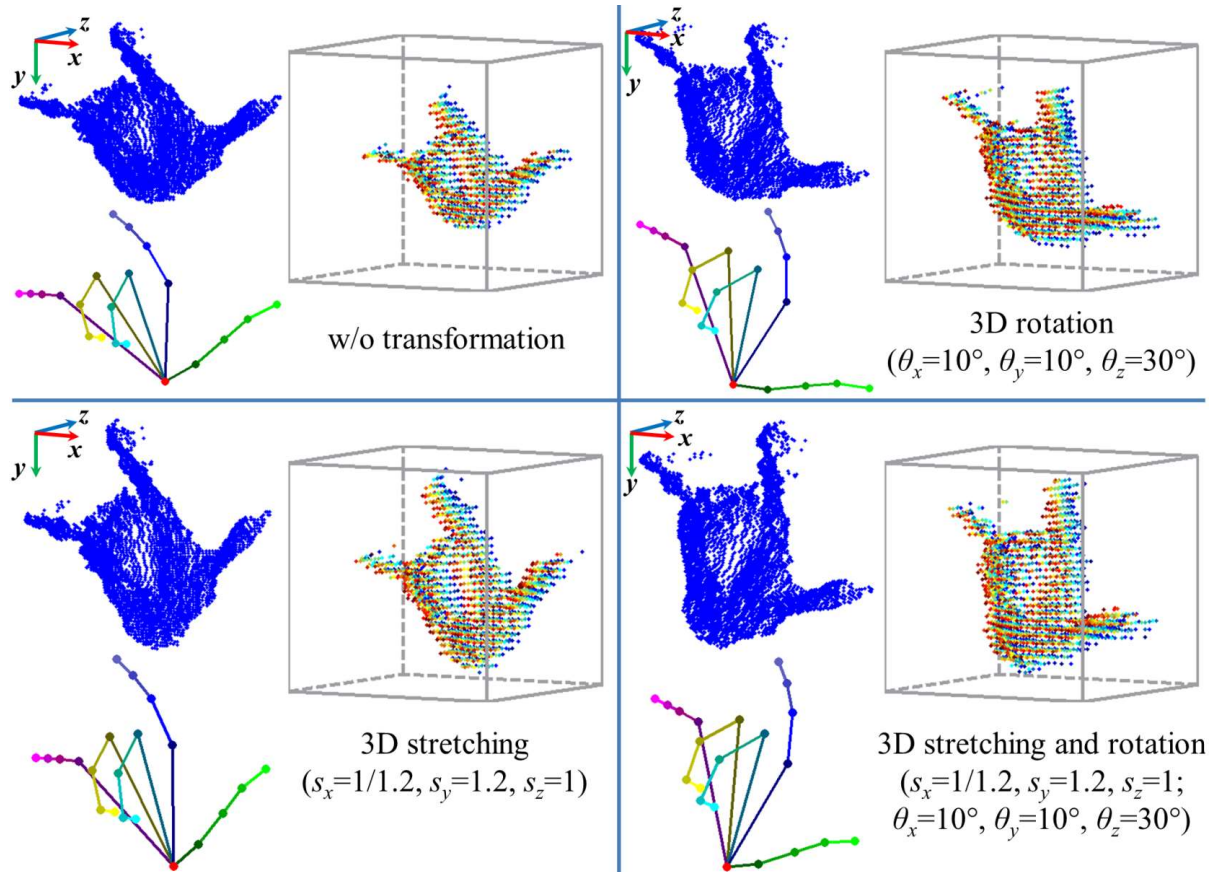 z
x
y
w/o transformation
z
x
y
3D rotation
(θx=10°, θy=10°, θz=30°)
z
x
y
3D stretching
(sx=1/1.2, sy=1.2, sz=1)
z
x
y
3D stretching and rotation
(sx=1/1.2, sy=1.2, sz=1;
θx=10°, θy=10°, θz=30°)